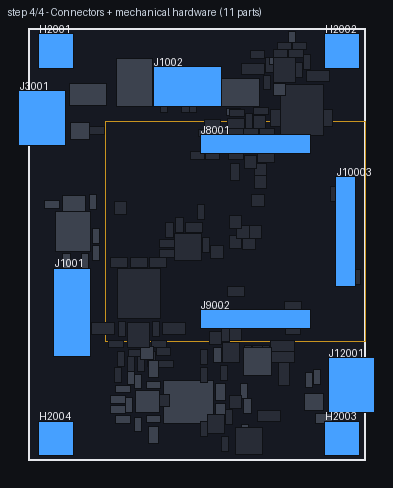 step 4/4 - Connectors + mechanical hardware (11 parts)
H2001
H2002
J1002
J3001
J8001
J10003
J1001
J9002
J12001
H2004
H2003